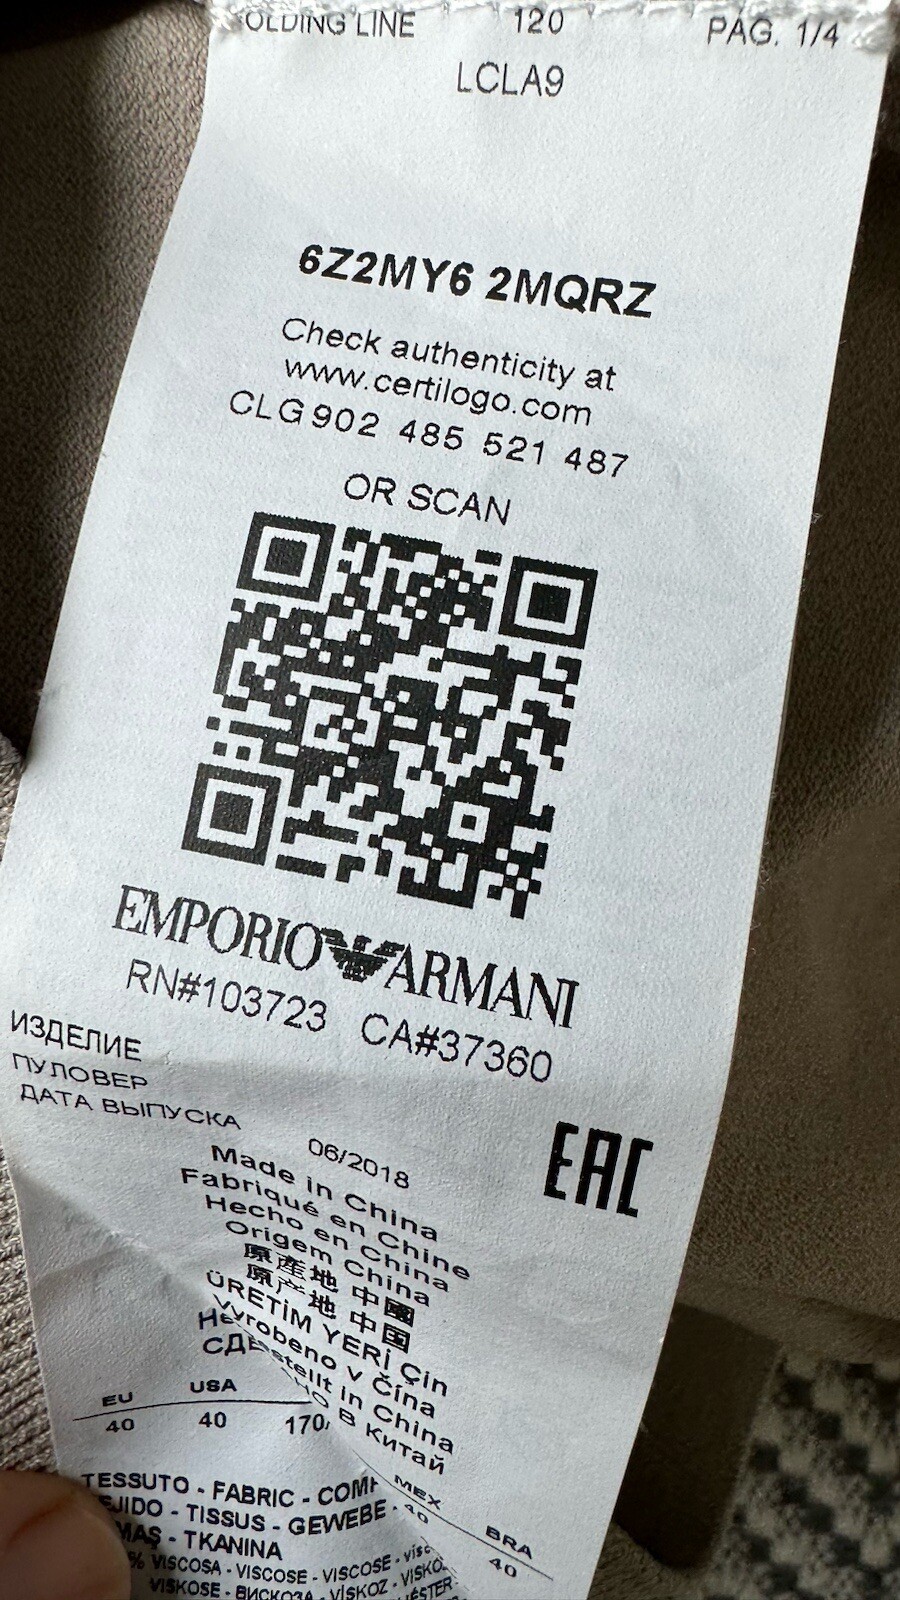 OLDING LINE 120 PAG. 1/4
LCLA9
6Z2MY6 2MQRZ
Check authenticity at
www.certilogo.com
CLG 902 485 521 487
OR SCAN
EMPORIO ARMANI
RN#103723 CA#37360
ИЗДЕЛИЕ
ПУЛОВЕР
ДАТА ВЫПУСКА 06/2018
EAC
Made in China
Fabriqué en Chine
Hecho en China
Origem China
原産地 中國
原产地 中国
ÜRETİM YERİ Çin
Vyrobeno v Čína
stellt in China
В Китай
EU USA MEX BRA
40 40 170 40 40
TESSUTO - FABRIC -
TISSUS - GEWEBE -
TKANINA
% VISCOSA - VISCOSE - VISCOSE -
VISKOSE - ВИСКОЗА - VİSKOZ -